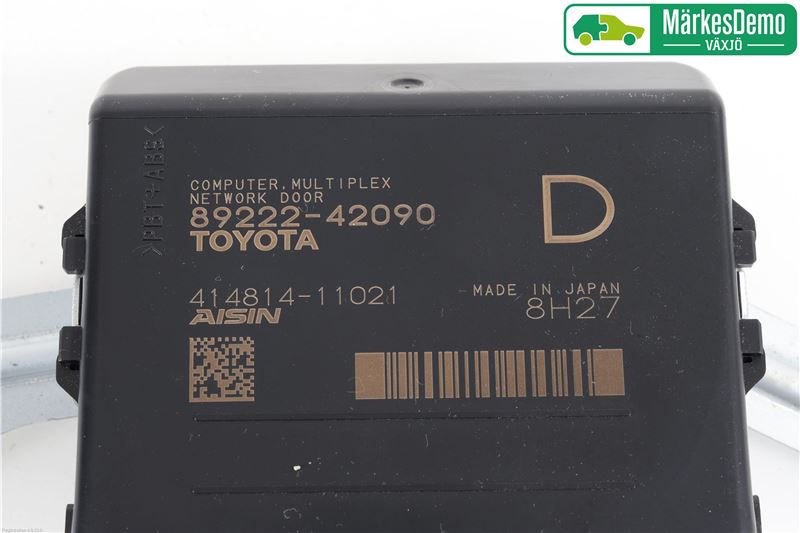 MärkesDemo
VÄXJÖ
>PBT+ABS<
COMPUTER, MULTIPLEX
NETWORK DOOR
89222-42090
TOYOTA
D
414814-11021
AISIN
MADE IN JAPAN
8H27